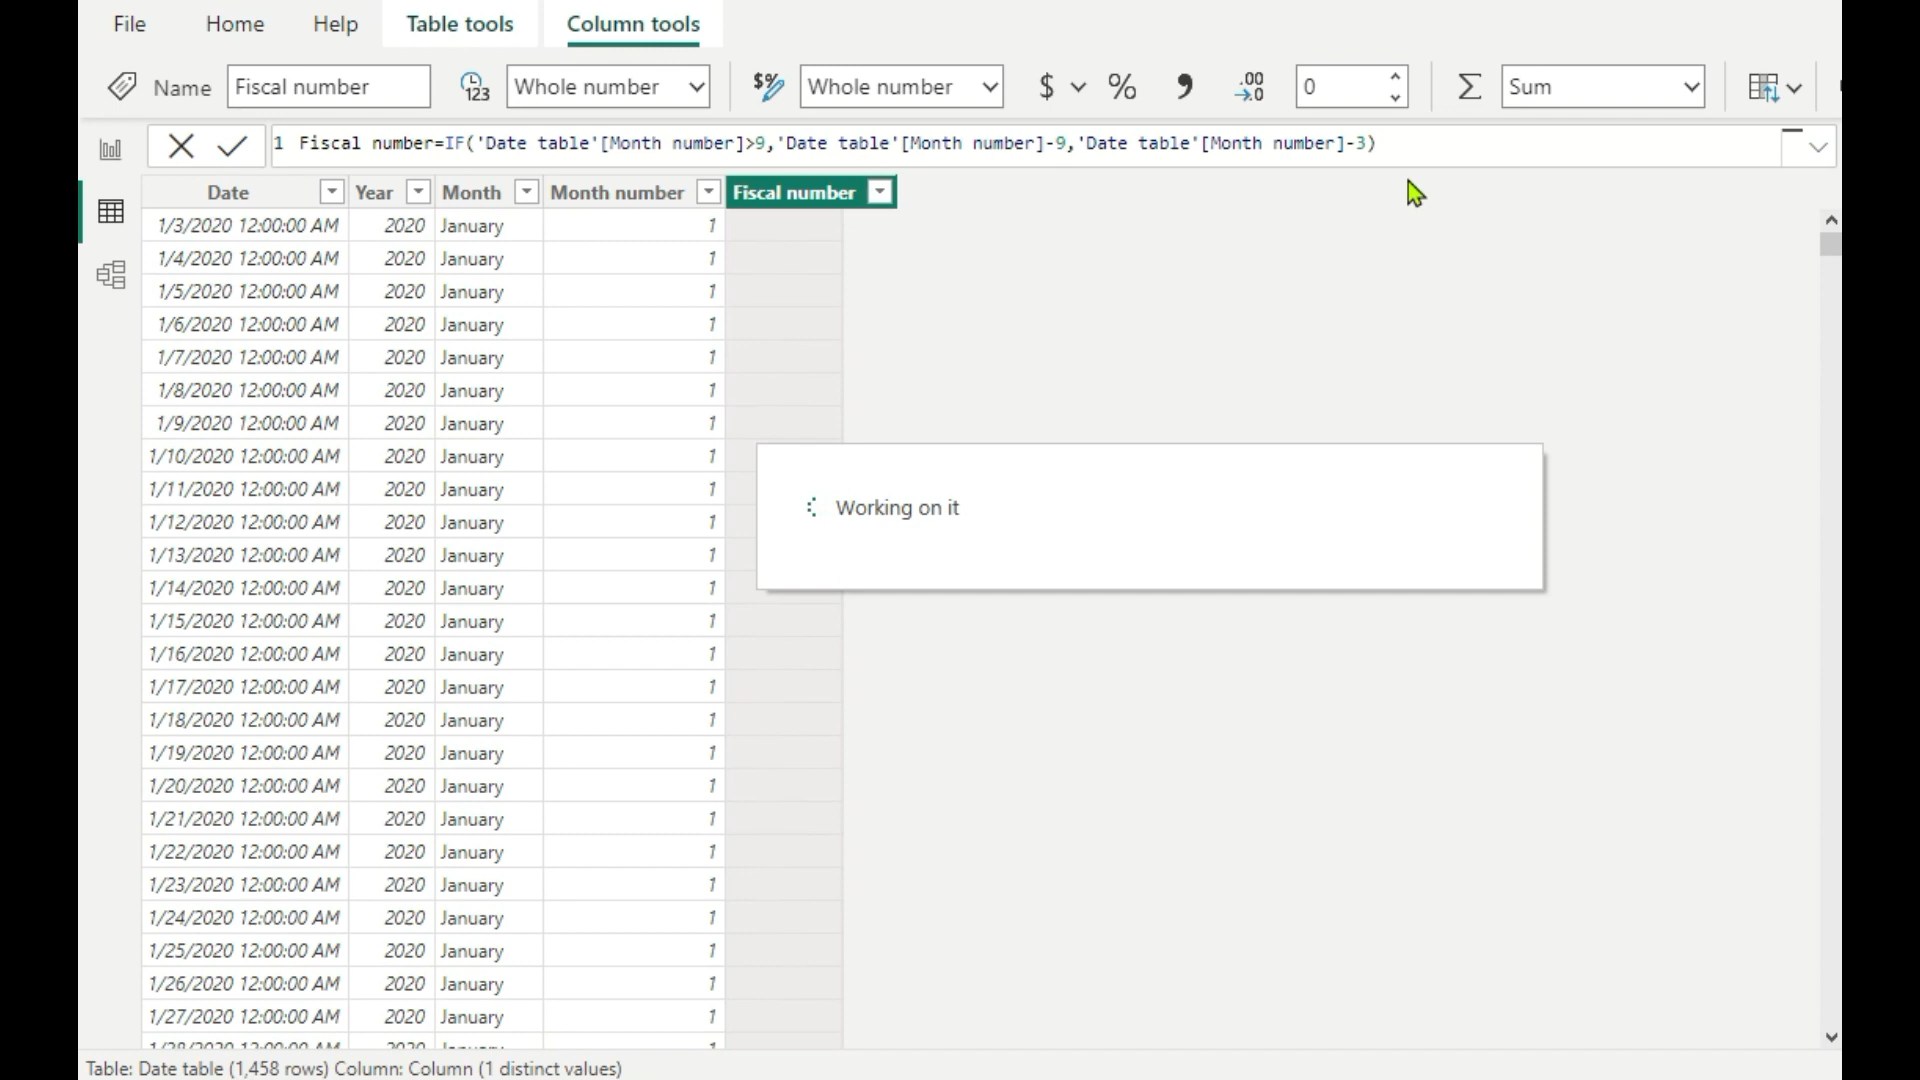 File Home Help Table tools Column tools
Name Fiscal number Whole number Whole number $ % 0 Sum
1 Fiscal number=IF('Date table'[Month number]>9,'Date table'[Month number]-9,'Date table'[Month number]-3)
Date Year Month Month number Fiscal number
1/3/2020 12:00:00 AM 2020 January 1
1/4/2020 12:00:00 AM 2020 January 1
1/5/2020 12:00:00 AM 2020 January 1
1/6/2020 12:00:00 AM 2020 January 1
1/7/2020 12:00:00 AM 2020 January 1
1/8/2020 12:00:00 AM 2020 January 1
1/9/2020 12:00:00 AM 2020 January 1
1/10/2020 12:00:00 AM 2020 January 1
1/11/2020 12:00:00 AM 2020 January 1
Working on it
1/12/2020 12:00:00 AM 2020 January 1
1/13/2020 12:00:00 AM 2020 January 1
1/14/2020 12:00:00 AM 2020 January 1
1/15/2020 12:00:00 AM 2020 January 1
1/16/2020 12:00:00 AM 2020 January 1
1/17/2020 12:00:00 AM 2020 January 1
1/18/2020 12:00:00 AM 2020 January 1
1/19/2020 12:00:00 AM 2020 January 1
1/20/2020 12:00:00 AM 2020 January 1
1/21/2020 12:00:00 AM 2020 January 1
1/22/2020 12:00:00 AM 2020 January 1
1/23/2020 12:00:00 AM 2020 January 1
1/24/2020 12:00:00 AM 2020 January 1
1/25/2020 12:00:00 AM 2020 January 1
1/26/2020 12:00:00 AM 2020 January 1
1/27/2020 12:00:00 AM 2020 January 1
Table: Date table (1,458 rows) Column: Column (1 distinct values)